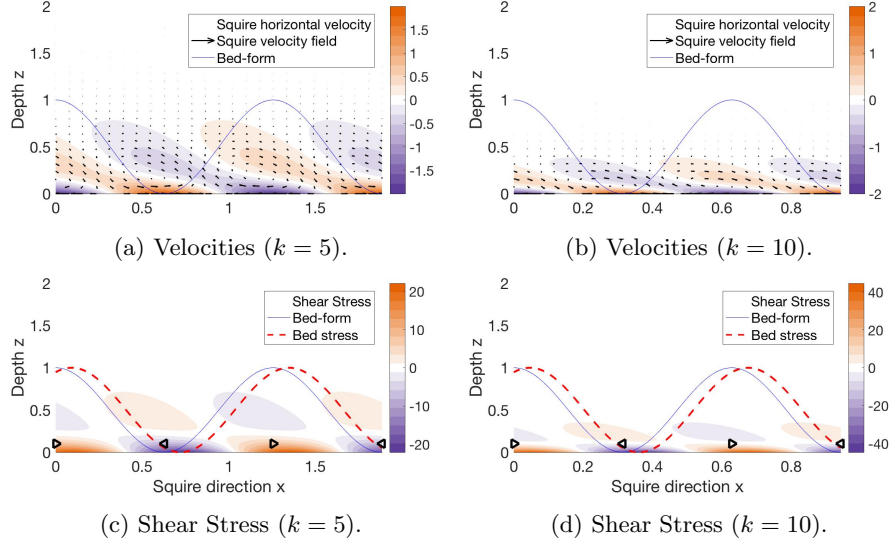 2
1.5
1
0.5
0
Depth z
Squire horizontal velocity
Squire velocity field
Bed-form
0
0.5
1
1.5
1.5
1
0.5
0
-0.5
-1
-1.5
(a) Velocities (k = 5).
2
1.5
1
0.5
0
Depth z
Squire horizontal velocity
Squire velocity field
Bed-form
0
0.2
0.4
0.6
0.8
2
1
0
-1
-2
(b) Velocities (k = 10).
2
1.5
1
0.5
0
Depth z
Shear Stress
Bed-form
Bed stress
0
0.5
1
1.5
Squire direction x
20
10
0
-10
-20
(c) Shear Stress (k = 5).
2
1.5
1
0.5
0
Depth z
Shear Stress
Bed-form
Bed stress
0
0.2
0.4
0.6
0.8
Squire direction x
40
20
0
-20
-40
(d) Shear Stress (k = 10).